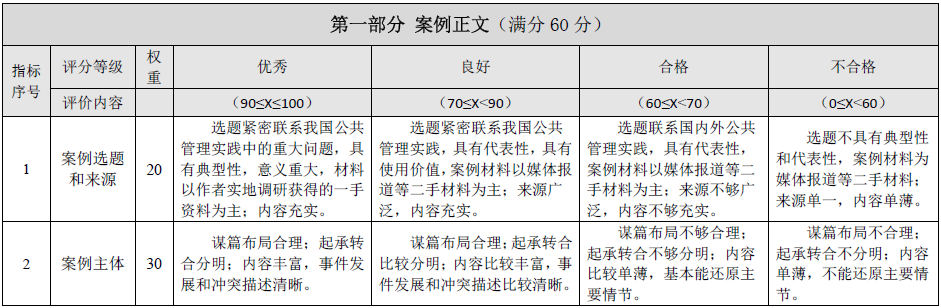 第一部分 案例正文(满分60分)
指标序号 评分等级 权重 优秀 良好 合格 不合格
评价内容 (90≤X≤100) (70≤X<90) (60≤X<70) (0≤X<60)
1
案例选题
和来源
20
选题紧密联系我国公共
管理实践中的重大问题,具
有典型性,意义重大,材料
以作者实地调研获得的一手
资料为主;内容充实。
选题紧密联系我国公共
管理实践,具有代表性,具有
使用价值,案例材料以媒体报
道等二手材料为主;来源广
泛,内容充实。
选题联系国内外公共
管理实践,具有代表性,
案例材料以媒体报道等二
手材料为主;来源不够广
泛,内容不够充实。
选题不具有典型性
和代表性,案例材料为
媒体报道等二手材料;
来源单一,内容单薄。
2
案例主体
30
谋篇布局合理;起承转
合分明;内容丰富,事件
发展和冲突描述清晰。
谋篇布局合理;起承转合
比较分明;内容比较丰富,事
件发展和冲突描述比较清晰。
谋篇布局不够合理;
起承转合不够分明;内容
比较单薄,基本能还原主
要情节。
谋篇布局不合理;
起承转合不分明;内容
单薄,不能还原主要情
节。